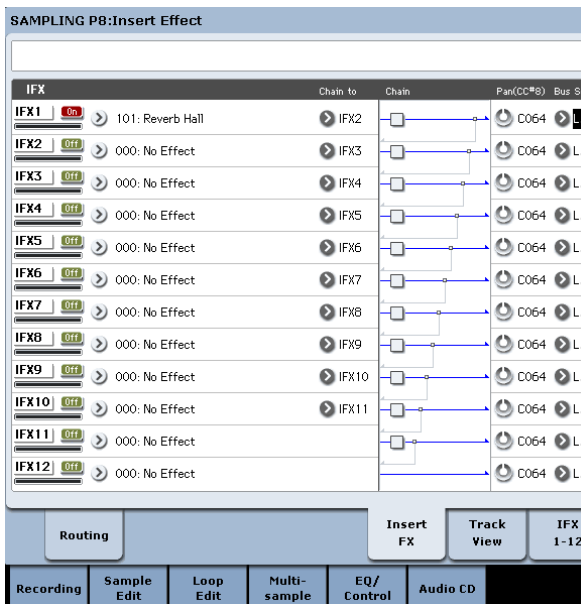 SAMPLING P8:Insert Effect
IFX Chain to Chain Pan(CC#8) Bus S
IFX1 On 101: Reverb Hall IFX2 C064 L
IFX2 Off 000: No Effect IFX3 C064 L
IFX3 Off 000: No Effect IFX4 C064 L
IFX4 Off 000: No Effect IFX5 C064 L
IFX5 Off 000: No Effect IFX6 C064 L
IFX6 Off 000: No Effect IFX7 C064 L
IFX7 Off 000: No Effect IFX8 C064 L
IFX8 Off 000: No Effect IFX9 C064 L
IFX9 Off 000: No Effect IFX10 C064 L
IFX10 Off 000: No Effect IFX11 C064 L
IFX11 Off 000: No Effect C064 L
IFX12 Off 000: No Effect C064 L
Routing
Insert
FX
Track
View
IFX
1-12
Recording
Sample
Edit
Loop
Edit
Multi-
sample
EQ/
Control
Audio CD